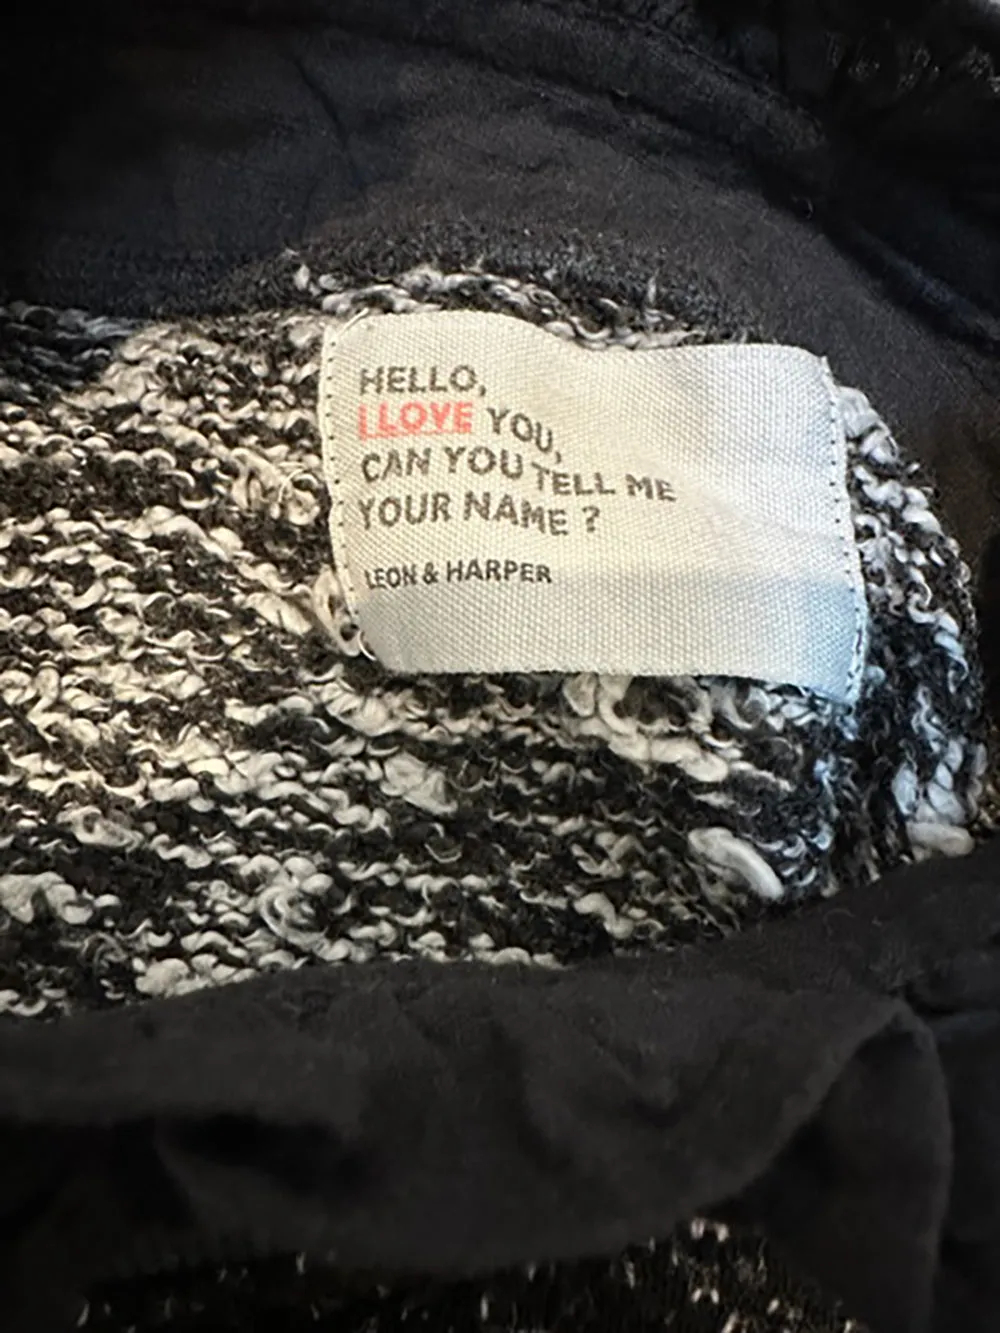 HELLO,
I LOVE YOU,
CAN YOU TELL ME
YOUR NAME ?
LEON & HARPER